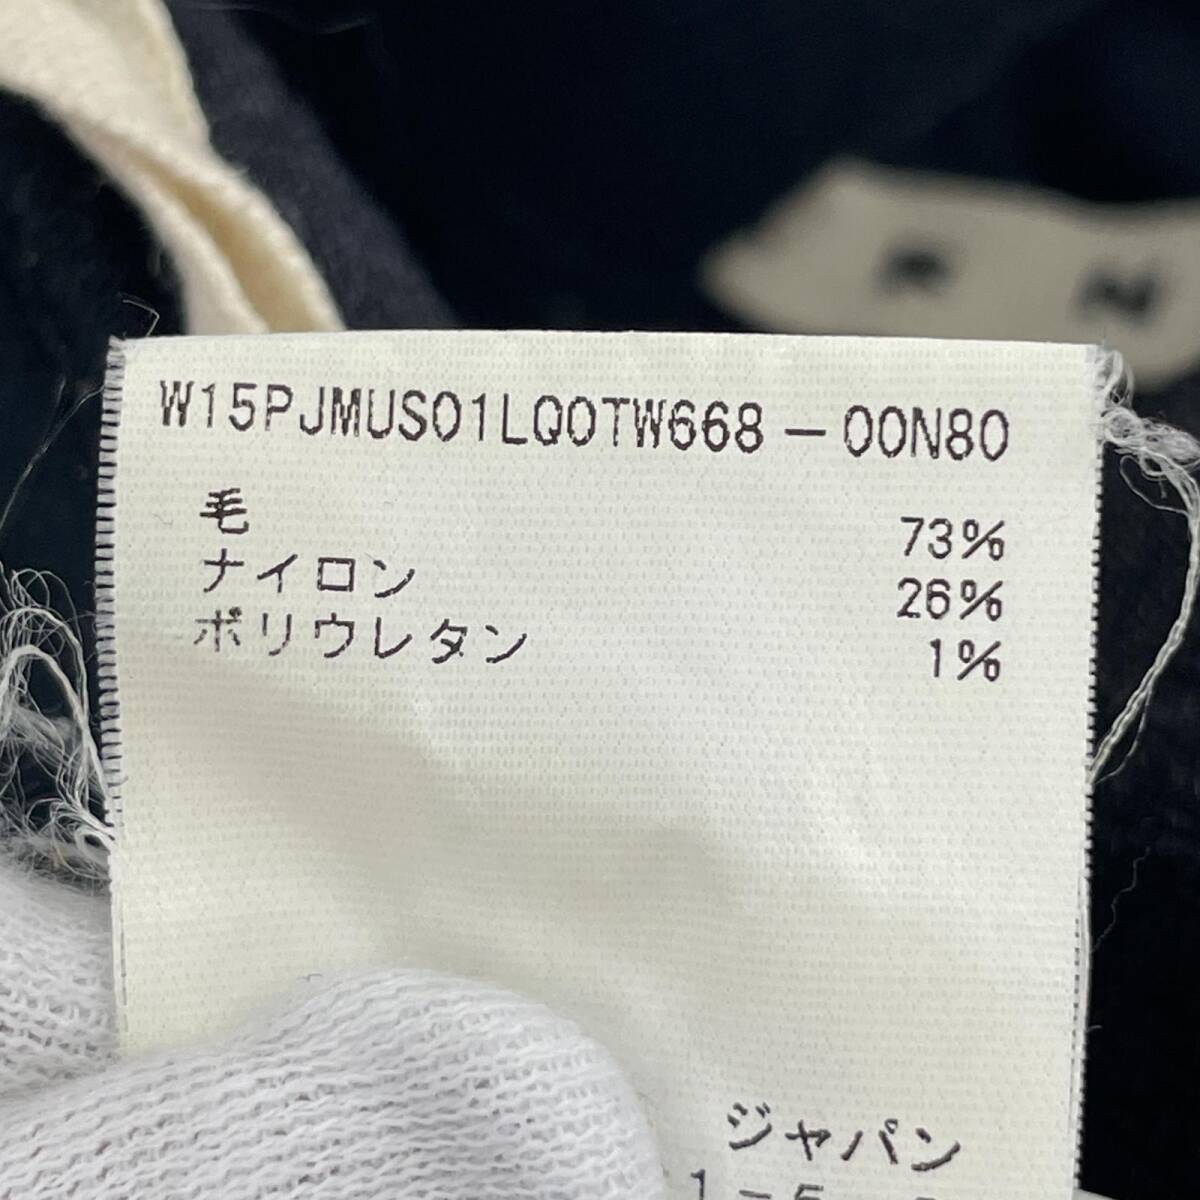 W15PJMUS01LQ0TW668-00N80
毛 73%
ナイロン 26%
ポリウレタン 1%
ジャパン
R N